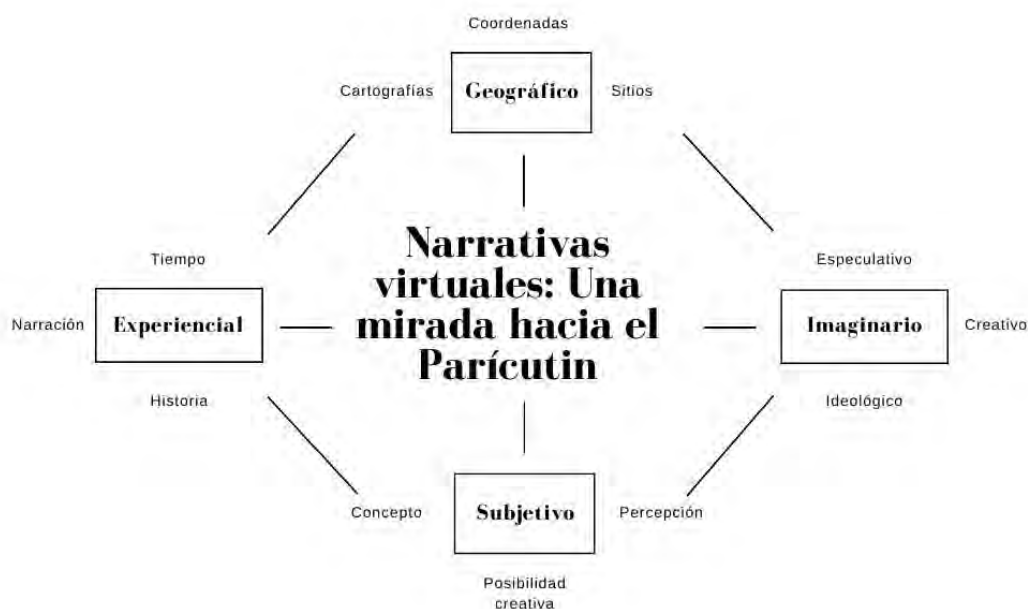 Coordenadas
Cartografías
Geográfico
Sitios
Narrativas
virtuales: Una
mirada hacia el
Parícutin
Tiempo
Narración
Experiencial
Historia
Especulativo
Imaginario
Creativo
Ideológico
Concepto
Subjetivo
Percepción
Posibilidad
creativa